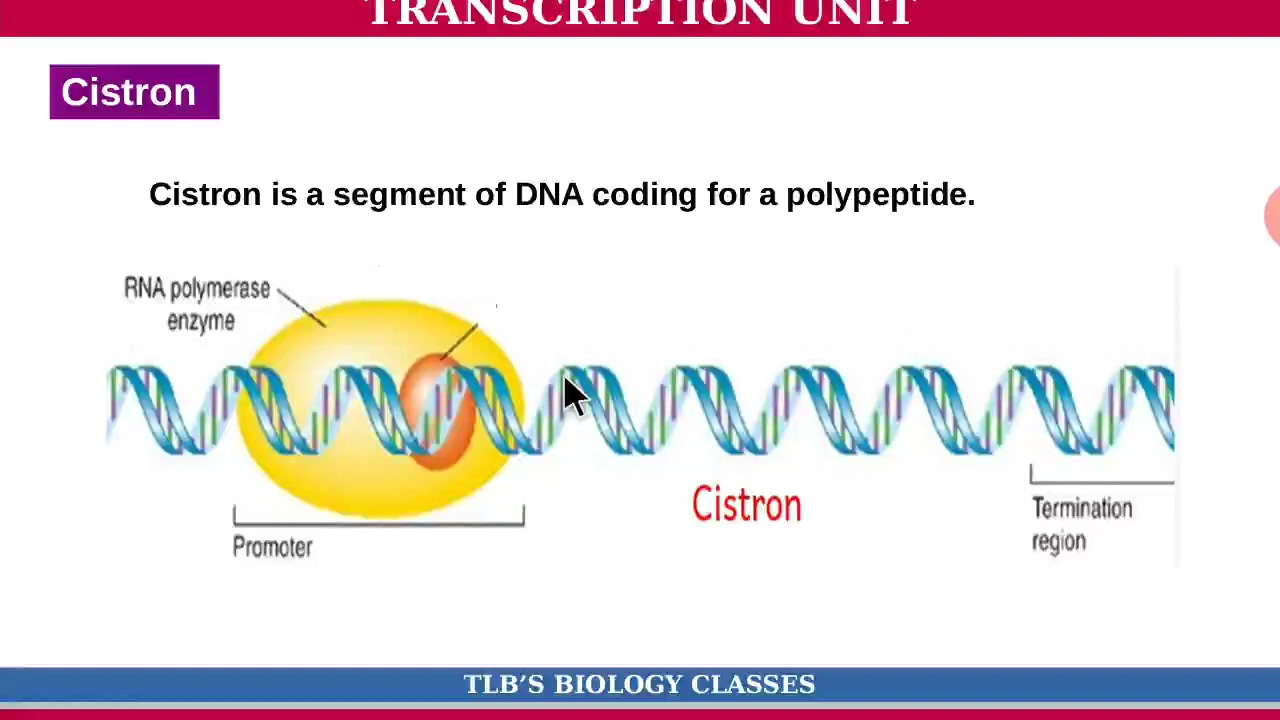 TRANSCRIPTION UNIT
Cistron
Cistron is a segment of DNA coding for a polypeptide.
RNA polymerase
enzyme
Cistron
Promoter
Termination
region
TLB’S BIOLOGY CLASSES